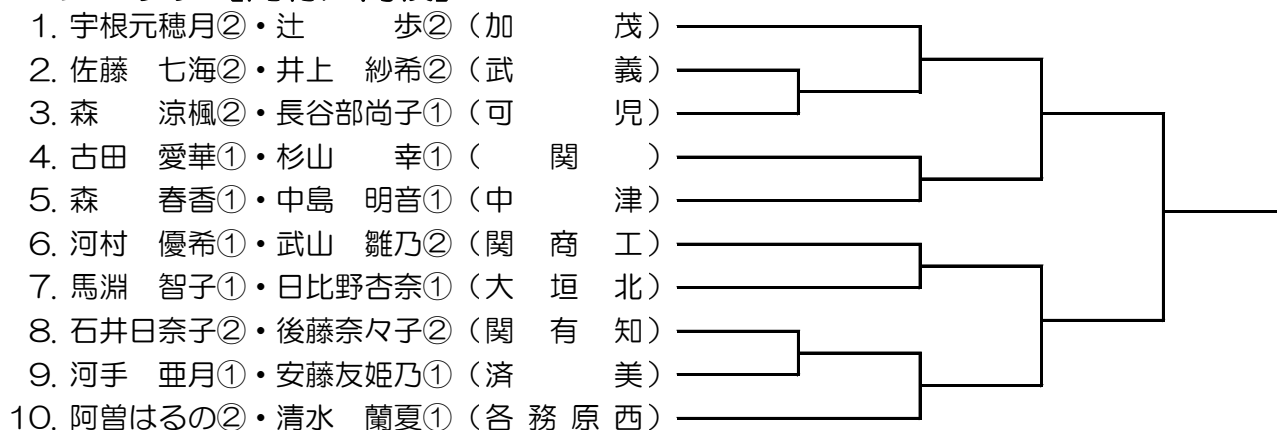 1. 宇根元穂月②・辻　　歩②（加　　茂）
2. 佐藤　七海②・井上　紗希②（武　　義）
3. 森　　涼楓②・長谷部尚子①（可　　児）
4. 古田　愛華①・杉山　　幸①（　関　）
5. 森　　春香①・中島　明音①（中　　津）
6. 河村　優希①・武山　雛乃②（関　商　工）
7. 馬淵　智子①・日比野杏奈①（大　垣　北）
8. 石井日奈子②・後藤奈々子②（関　有　知）
9. 河手　亜月①・安藤友姫乃①（済　　美）
10. 阿曽はるの②・清水　蘭夏①（各 務 原 西）